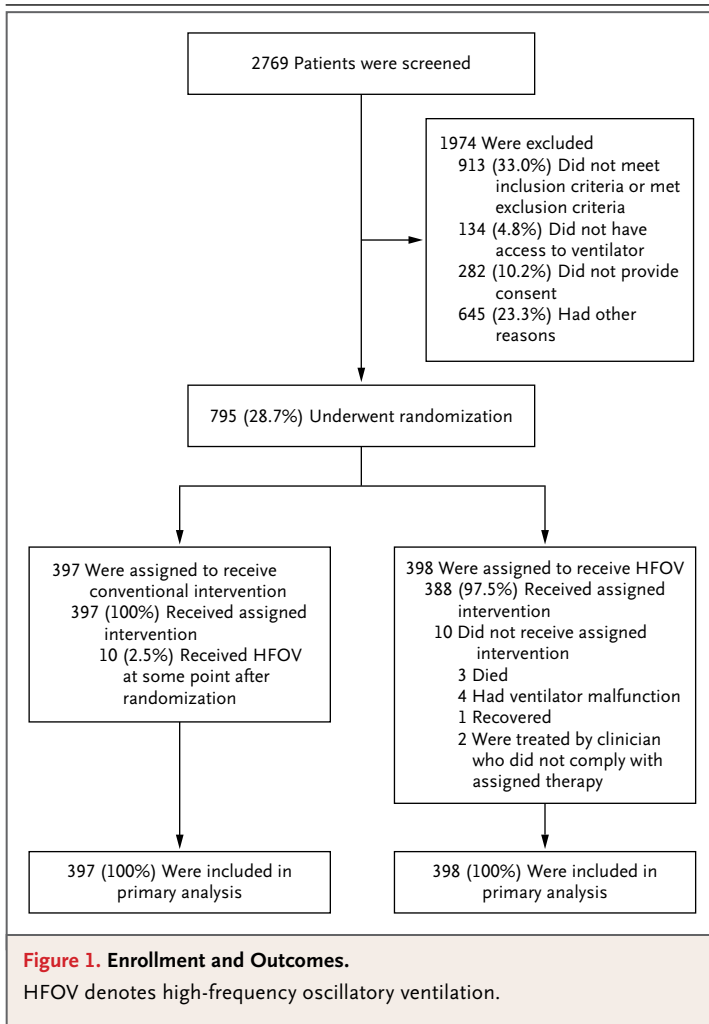 2769 Patients were screened
1974 Were excluded
913 (33.0%) Did not meet
inclusion criteria or met
exclusion criteria
134 (4.8%) Did not have
access to ventilator
282 (10.2%) Did not provide
consent
645 (23.3%) Had other
reasons
795 (28.7%) Underwent randomization
397 Were assigned to receive
conventional intervention
397 (100%) Received assigned
intervention
10 (2.5%) Received HFOV
at some point after
randomization
398 Were assigned to receive HFOV
388 (97.5%) Received assigned
intervention
10 Did not receive assigned
intervention
3 Died
4 Had ventilator malfunction
1 Recovered
2 Were treated by clinician
who did not comply with
assigned therapy
397 (100%) Were included in
primary analysis
398 (100%) Were included in
primary analysis
Figure 1. Enrollment and Outcomes.
HFOV denotes high-frequency oscillatory ventilation.